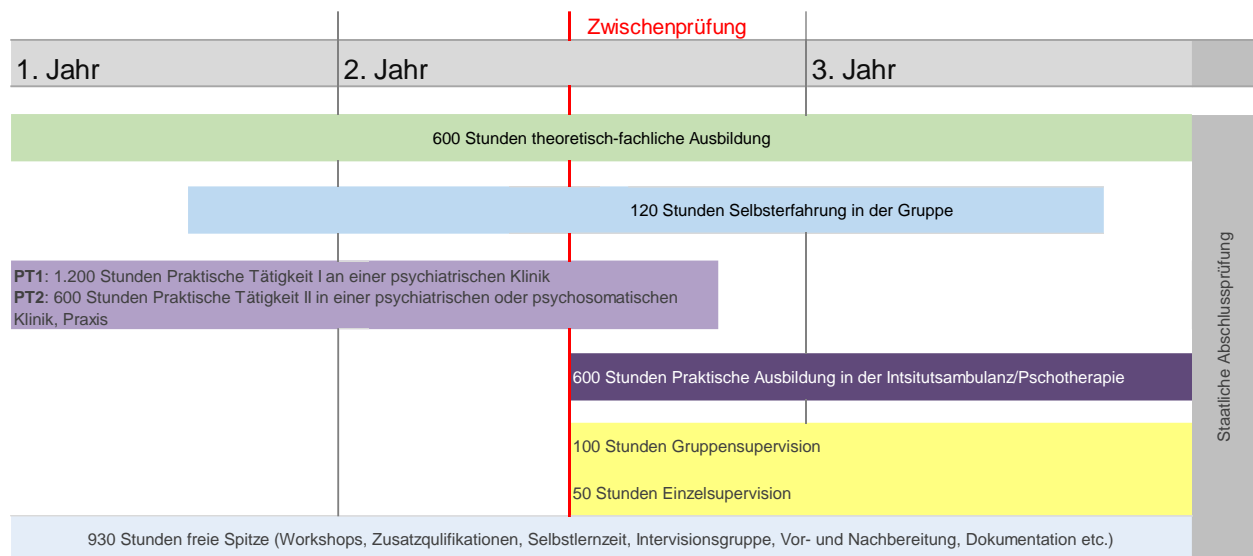 Zwischenprüfung
1. Jahr
2. Jahr
3. Jahr
600 Stunden theoretisch-fachliche Ausbildung
120 Stunden Selbsterfahrung in der Gruppe
PT1: 1.200 Stunden Praktische Tätigkeit I an einer psychiatrischen Klinik
PT2: 600 Stunden Praktische Tätigkeit II in einer psychiatrischen oder psychosomatischen
Klinik, Praxis
600 Stunden Praktische Ausbildung in der Intsitutsambulanz/Pschotherapie
100 Stunden Gruppensupervision
50 Stunden Einzelsupervision
930 Stunden freie Spitze (Workshops, Zusatzqulifikationen, Selbstlernzeit, Intervisionsgruppe, Vor- und Nachbereitung, Dokumentation etc.)
Staatliche Abschlussprüfung